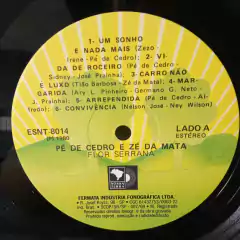 1- UM SONHO
E NADA MAIS (Zezo
Irene - Pé de Cedro) 2- VI-
DA DE ROCEIRO (Pé de Cedro -
Sidney - José Prainha) 3- CARRO NÃO
E LUXO (Tião Barbosa - Zé da Mata) 4- MAR-
GARIDA (Ary L. Pinheiro - Germano G. Neto -
J. Prainha) 5- ARREPENDIDA (Pé de Cedro - Al-
fredo) 6- CONVIVÊNCIA (Nelson, José - Ney Wilson)
ESNT-8014
LADO A
(P) 1980
ESTÉREO
PÉ DE CEDRO E ZÉ DA MATA
FLOR SERRANA
FERMATA INDÚSTRIA FONOGRÁFICA LTDA.